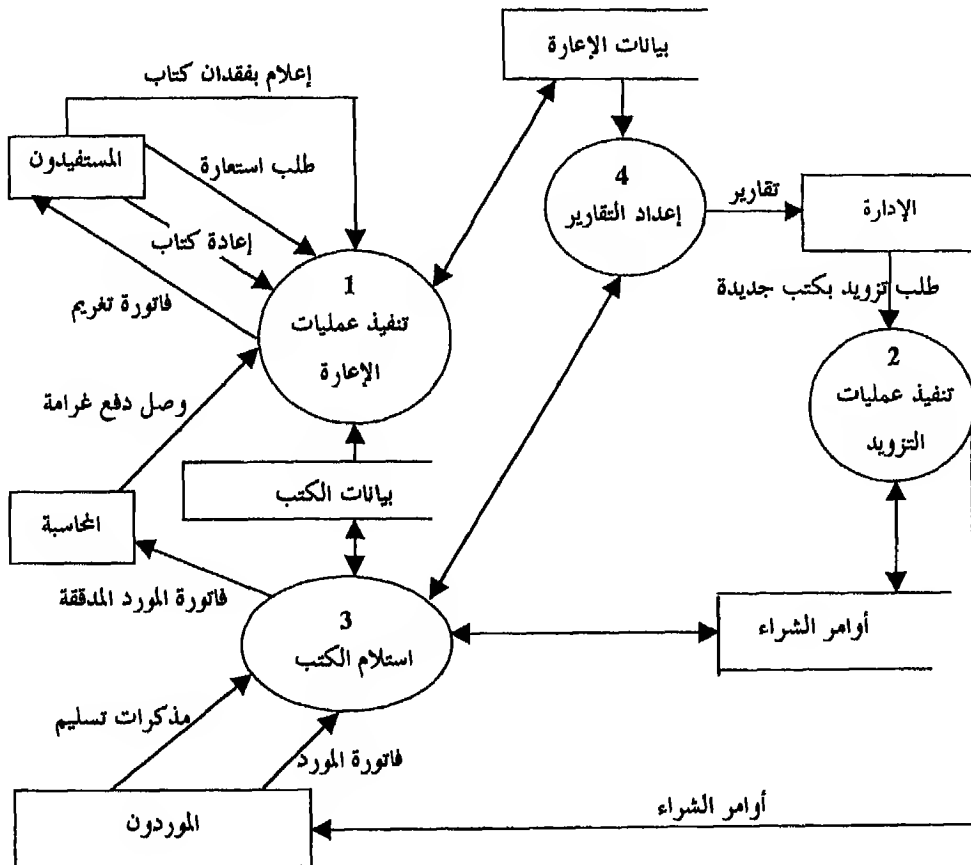 بيانات الإعارة
إعلام بفقدان كتاب
المستفيدون
طلب استعارة
إعادة كتاب
فاتورة تغريم
4
إعداد التقارير
تقارير
الإدارة
طلب تزويد بكتب جديدة
1
تنفيذ عمليات
الإعارة
2
تنفيذ عمليات
التزويد
وصل دفع غرامة
بيانات الكتب
المحاسبة
فاتورة المورد المدققة
3
استلام الكتب
أوامر الشراء
مذكرات تسليم
فاتورة المورد
الموردون
أوامر الشراء